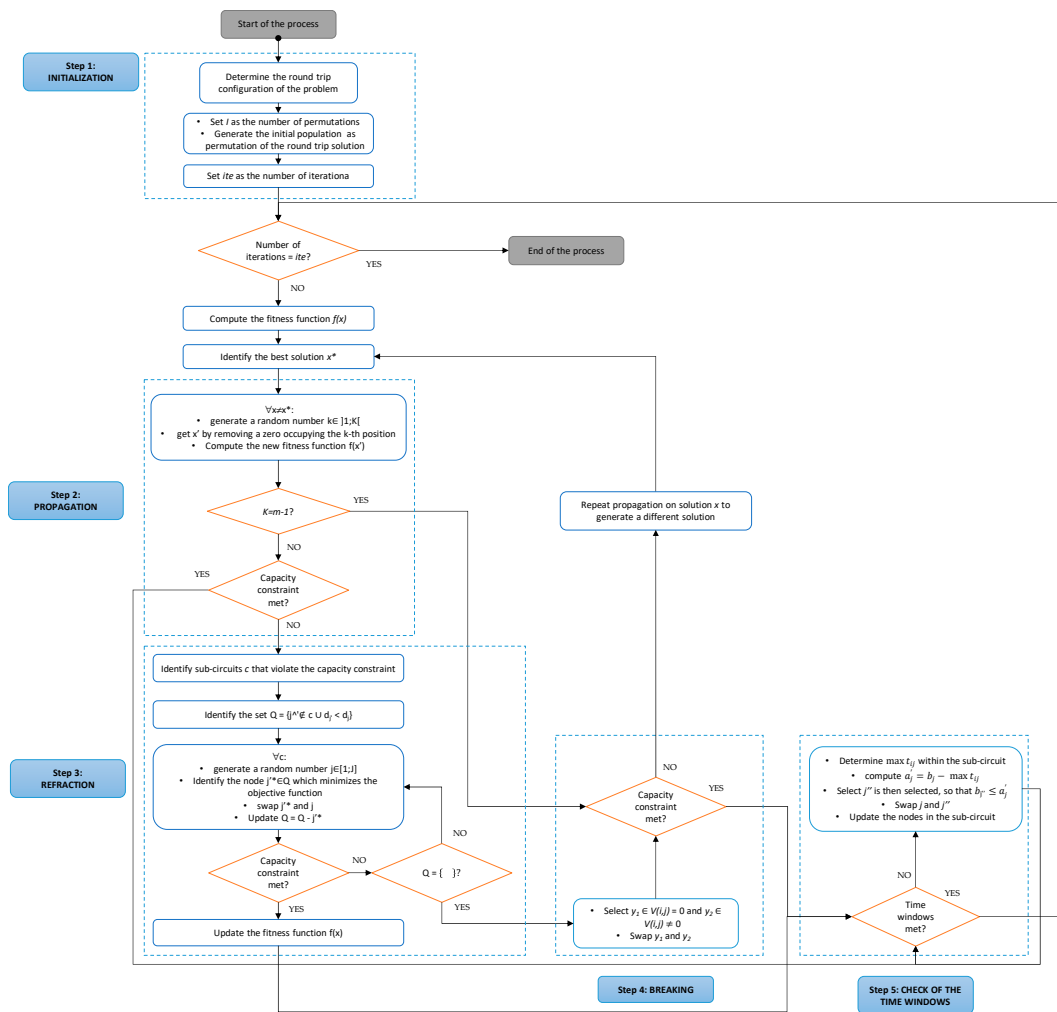 Start of the process
Step 1:
INITIALIZATION
Determine the round trip
configuration of the problem
• Set I as the number of permutations
• Generate the initial population as
permutation of the round trip solution
Set ite as the number of iterationa
Number of
iterations = ite?
YES
End of the process
NO
Compute the fitness function f(x)
Identify the best solution x*
∀x≠x*:
• generate a random number k∈ ]1;K[
• get x' by removing a zero occupying the k-th position
• Compute the new fitness function f(x')
Step 2:
PROPAGATION
K=m-1?
YES
NO
Repeat propagation on solution x to
generate a different solution
YES
Capacity
constraint
met?
NO
Identify sub-circuits c that violate the capacity constraint
Identify the set Q = {j^'∉ c ∪ dj' < dj}
Step 3:
REFRACTION
∀c:
• generate a random number j∈[1;J]
• Identify the node j'*∈Q which minimizes the
objective function
• swap j'* and j
• Update Q = Q - j'*
NO
Capacity
constraint
met?
NO
Q = { }?
YES
YES
Update the fitness function f(x)
NO
Capacity
constraint
met?
YES
• Select y₁ ∈ V(i,j) = 0 and y₂ ∈
V(i,j) ≠ 0
• Swap y₁ and y₂
Step 4: BREAKING
• Determine max tᵢⱼ within the sub-circuit
• compute a'ⱼ = bⱼ − max tᵢⱼ
• Select j'' is then selected, so that bⱼ'' ≤ a'ⱼ
• Swap j and j''
• Update the nodes in the sub-circuit
NO
YES
Time
windows
met?
Step 5: CHECK OF THE
TIME WINDOWS